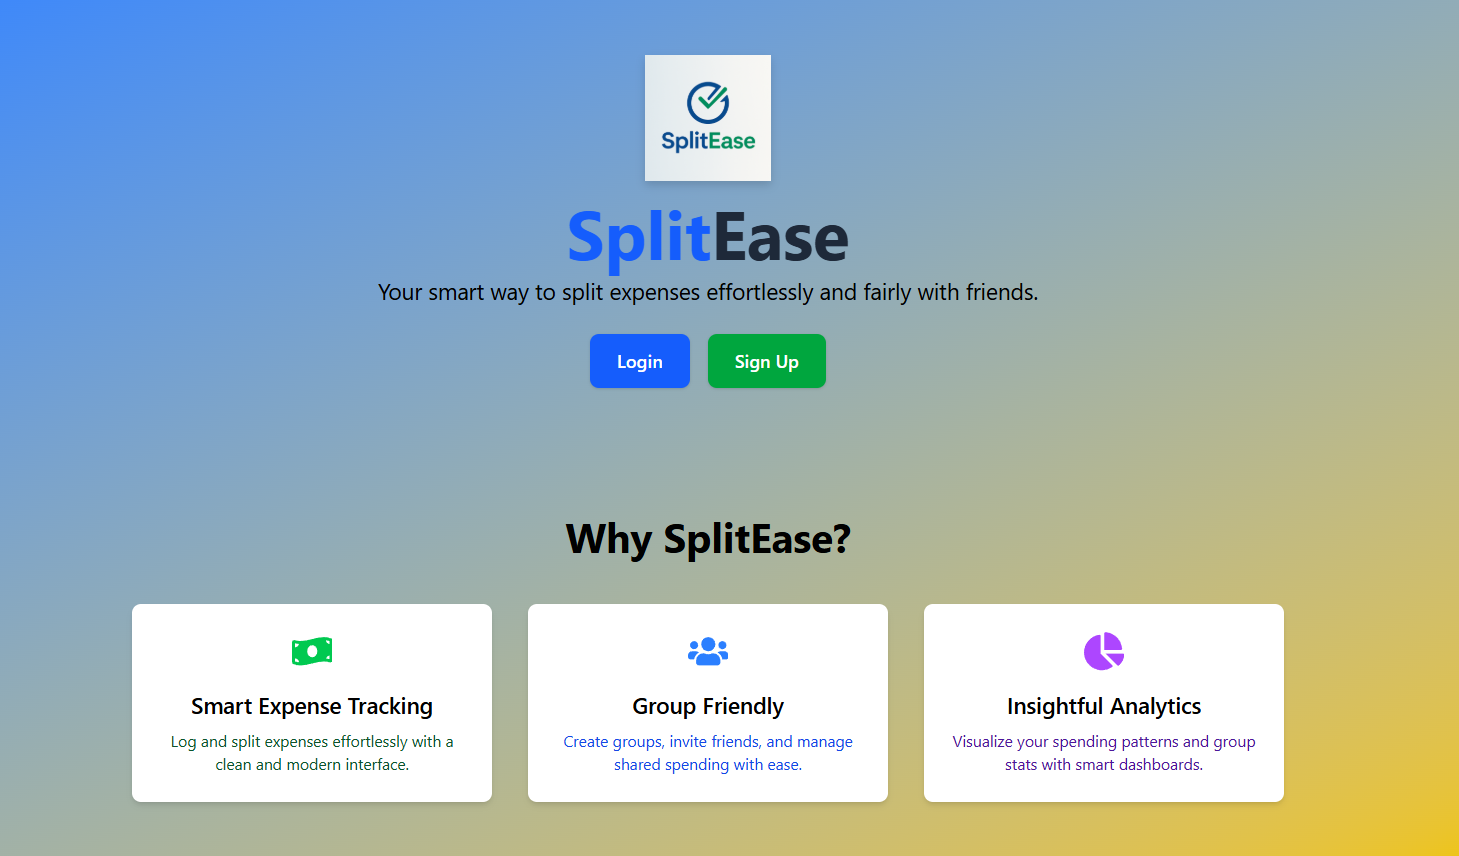 SplitEase
SplitEase
Your smart way to split expenses effortlessly and fairly with friends.
Login
Sign Up
Why SplitEase?
Smart Expense Tracking
Log and split expenses effortlessly with a
clean and modern interface.
Group Friendly
Create groups, invite friends, and manage
shared spending with ease.
Insightful Analytics
Visualize your spending patterns and group
stats with smart dashboards.